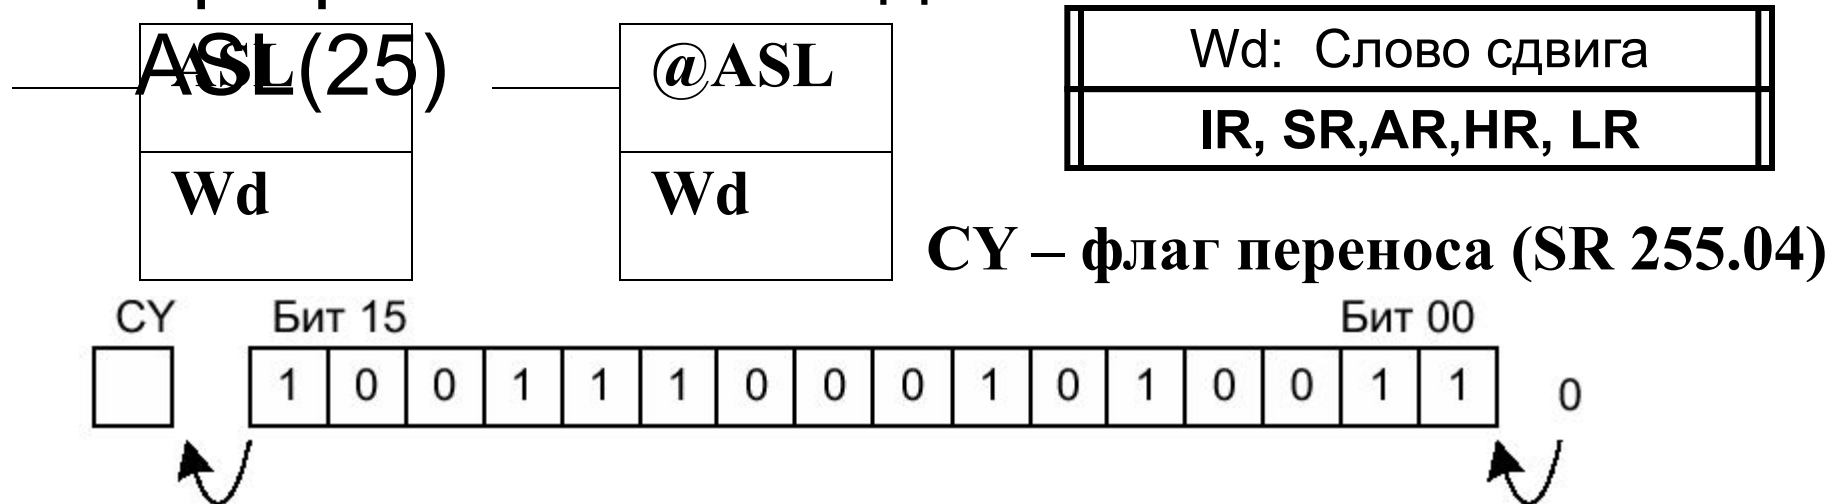 ASL(25)
ASL
Wd
@ASL
Wd
Wd: Слово сдвига
IR, SR,AR,HR, LR
CY – флаг переноса (SR 255.04)
CY Бит 15 Бит 00
1 0 0 1 1 1 0 0 0 1 0 1 0 0 1 1 0